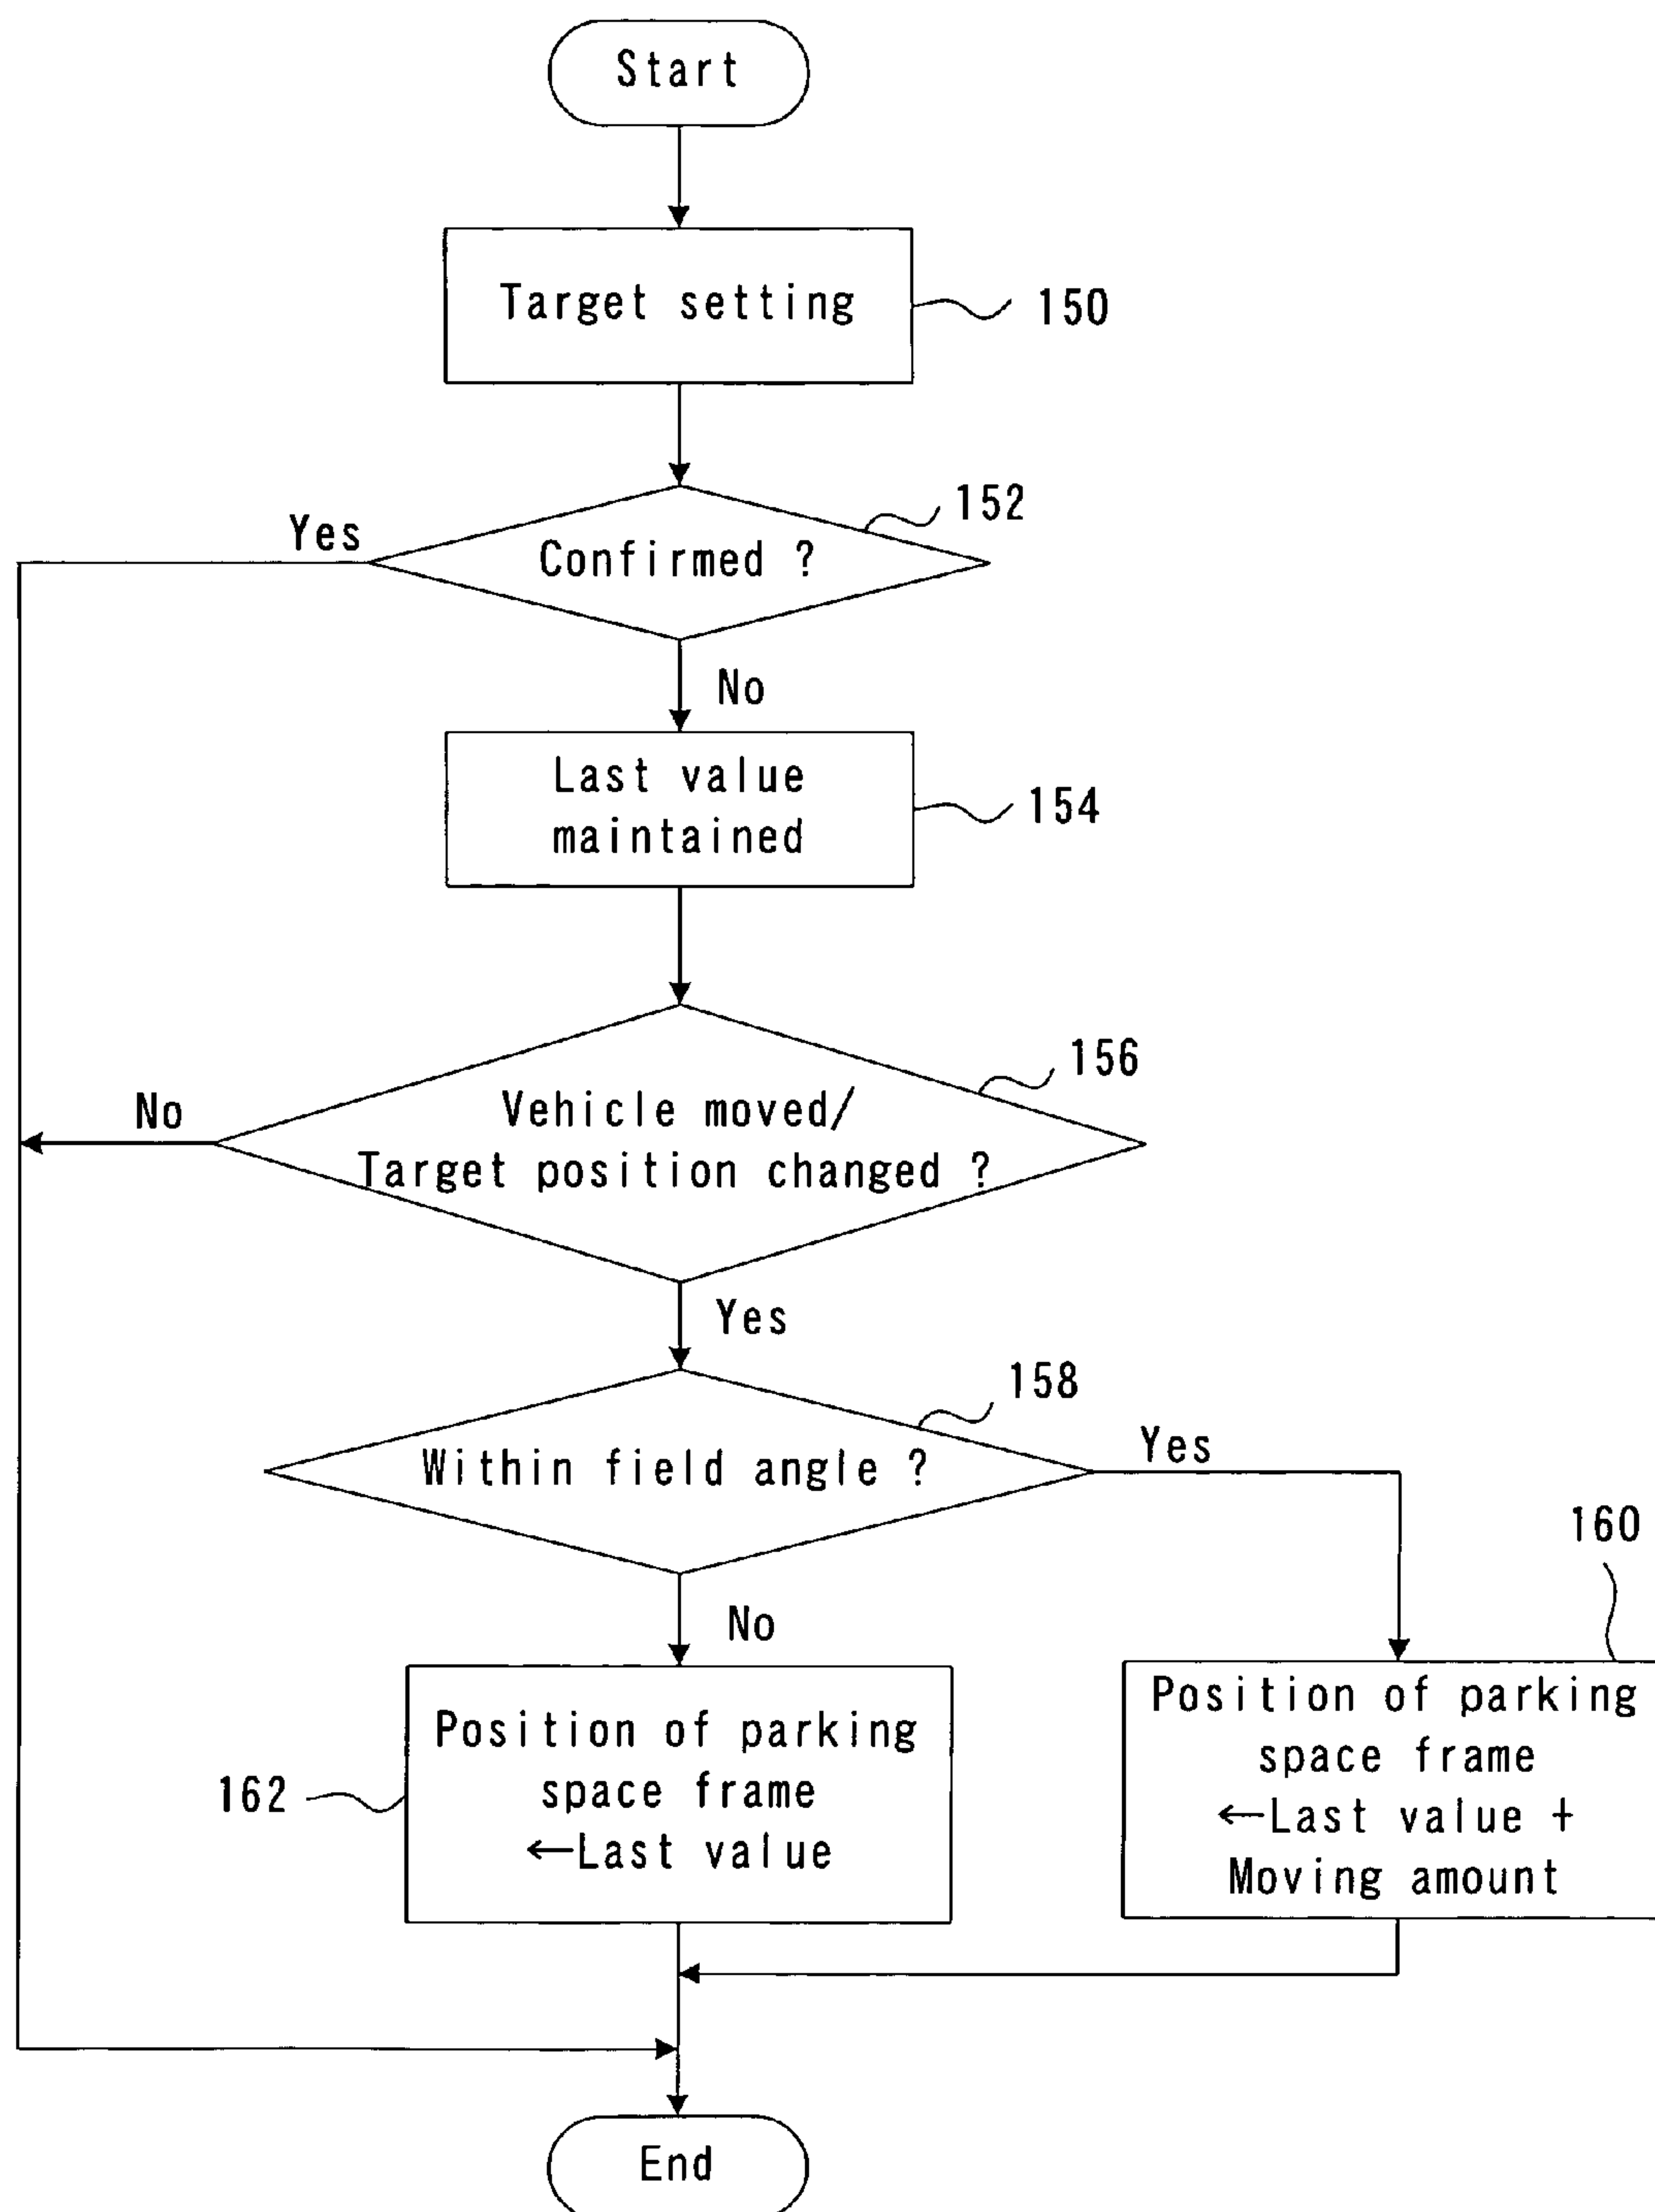 Start
Target setting
150
152
Yes
Confirmed ?
No
Last value
maintained
154
156
No
Vehicle moved/
Target position changed ?
Yes
158
Within field angle ?
Yes
160
No
Position of parking
space frame
←Last value +
Moving amount
Position of parking
space frame
←Last value
162
End